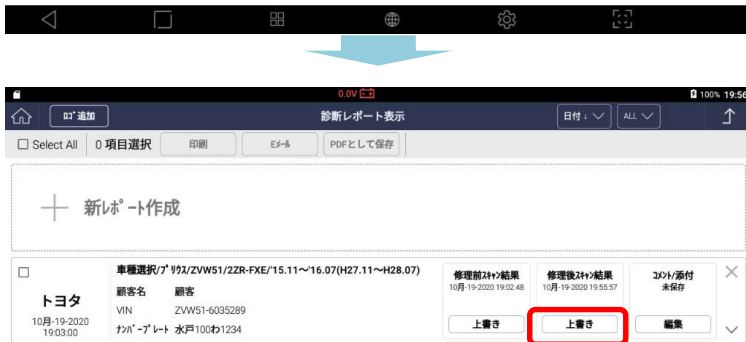 0.0V
100% 19:56
ﾛｺﾞ追加
診断レポート表示
日付↓
ALL
Select All
0 項目選択
印刷
Eﾒｰﾙ
PDFとして保存
新ﾚﾎﾟｰﾄ作成
車種選択/ﾌﾟﾘｳｽ/ZVW51/2ZR-FXE/'15.11～'16.07(H27.11～H28.07)
トヨタ
10月-19-2020
19:03:00
顧客名 顧客
VIN ZVW51-6035289
ﾅﾝﾊﾞｰﾌﾟﾚｰﾄ 水戸100わ1234
修理前ｽｷｬﾝ結果
10月-19-2020 19:02:48
上書き
修理後ｽｷｬﾝ結果
10月-19-2020 19:55:57
上書き
ｺﾒﾝﾄ/添付
未保存
編集